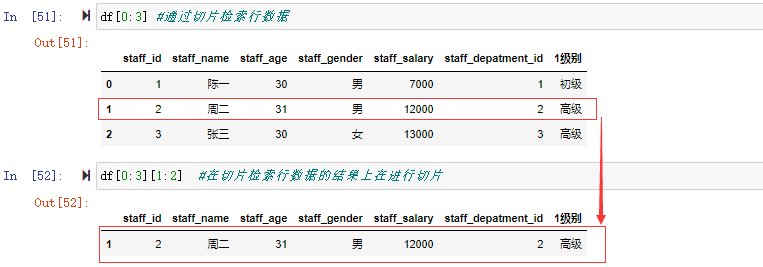 In [51]: df[0:3] #通过切片检索行数据
Out[51]:
staff_id staff_name staff_age staff_gender staff_salary staff_depatment_id 1级别
0 1 陈一 30 男 7000 1 初级
1 2 周二 31 男 12000 2 高级
2 3 张三 30 女 13000 3 高级
In [52]: df[0:3][1:2] #在切片检索行数据的结果上在进行切片
Out[52]:
staff_id staff_name staff_age staff_gender staff_salary staff_depatment_id 1级别
1 2 周二 31 男 12000 2 高级